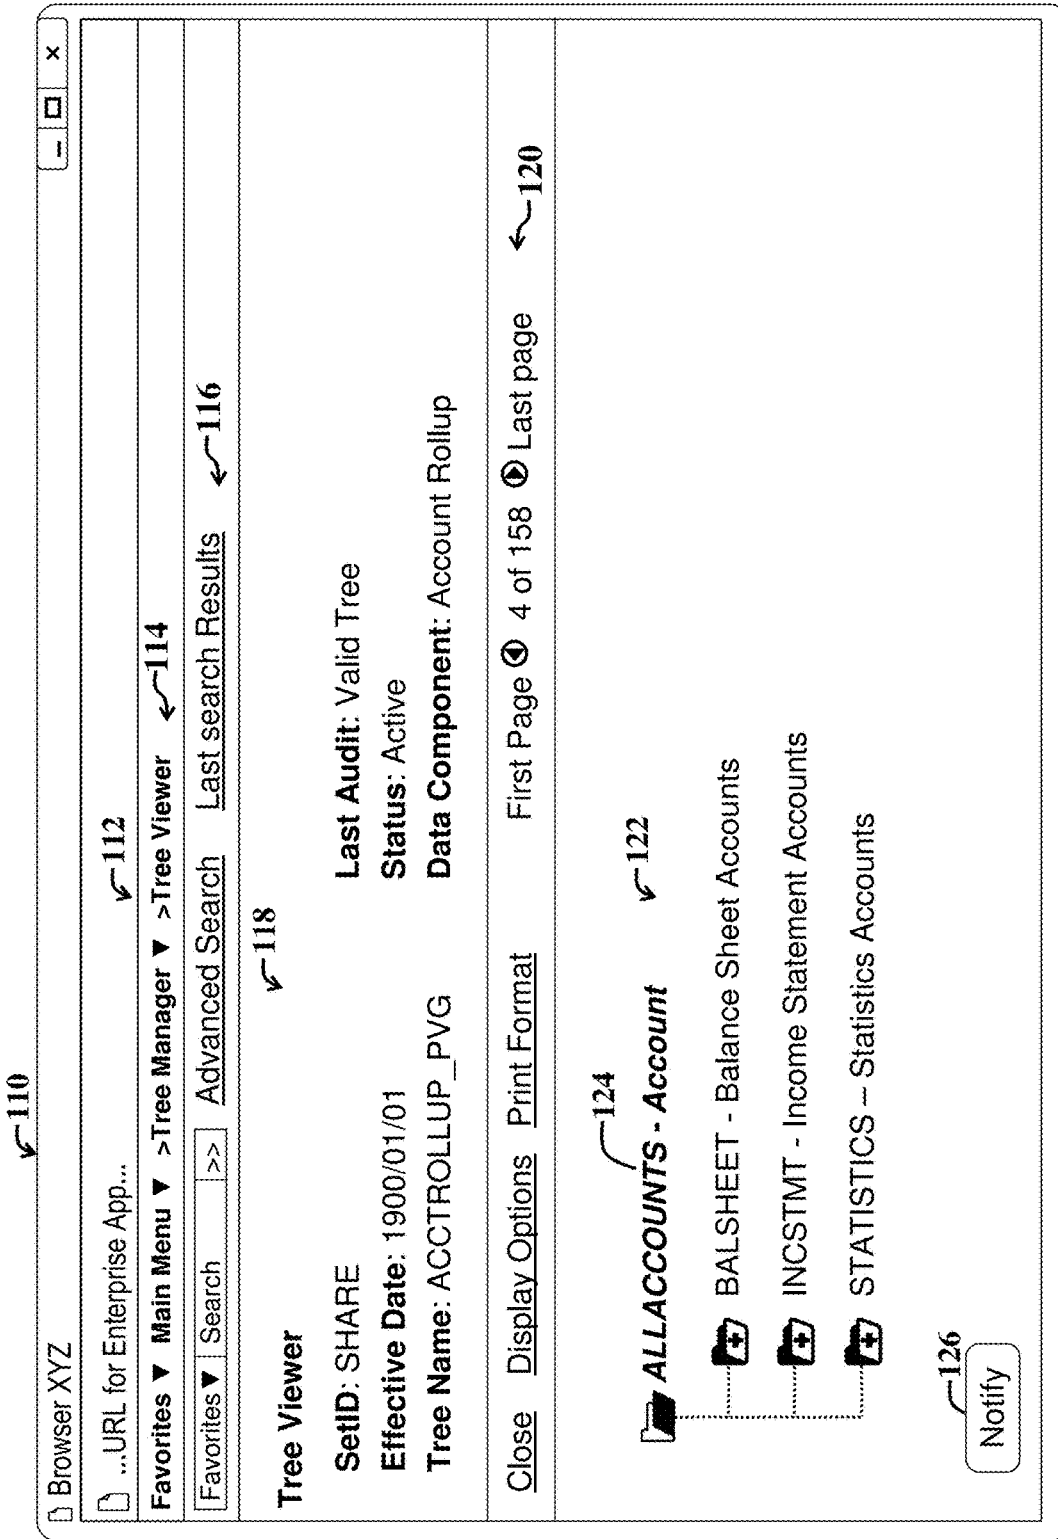 110
Browser XYZ _ □ ×
...URL for Enterprise App... 112
Favorites ▼ Main Menu ▼ >Tree Manager ▼ >Tree Viewer 114
Favorites ▼ Search >> Advanced Search Last search Results 116
118
Tree Viewer
SetID: SHARE Last Audit: Valid Tree
Effective Date: 1900/01/01 Status: Active
Tree Name: ACCTROLLUP_PVG Data Component: Account Rollup
Close Display Options Print Format First Page 4 of 158 Last page 120
124
ALLACCOUNTS - Account 122
BALSHEET - Balance Sheet Accounts
INCSTMT - Income Statement Accounts
STATISTICS – Statistics Accounts
126
Notify